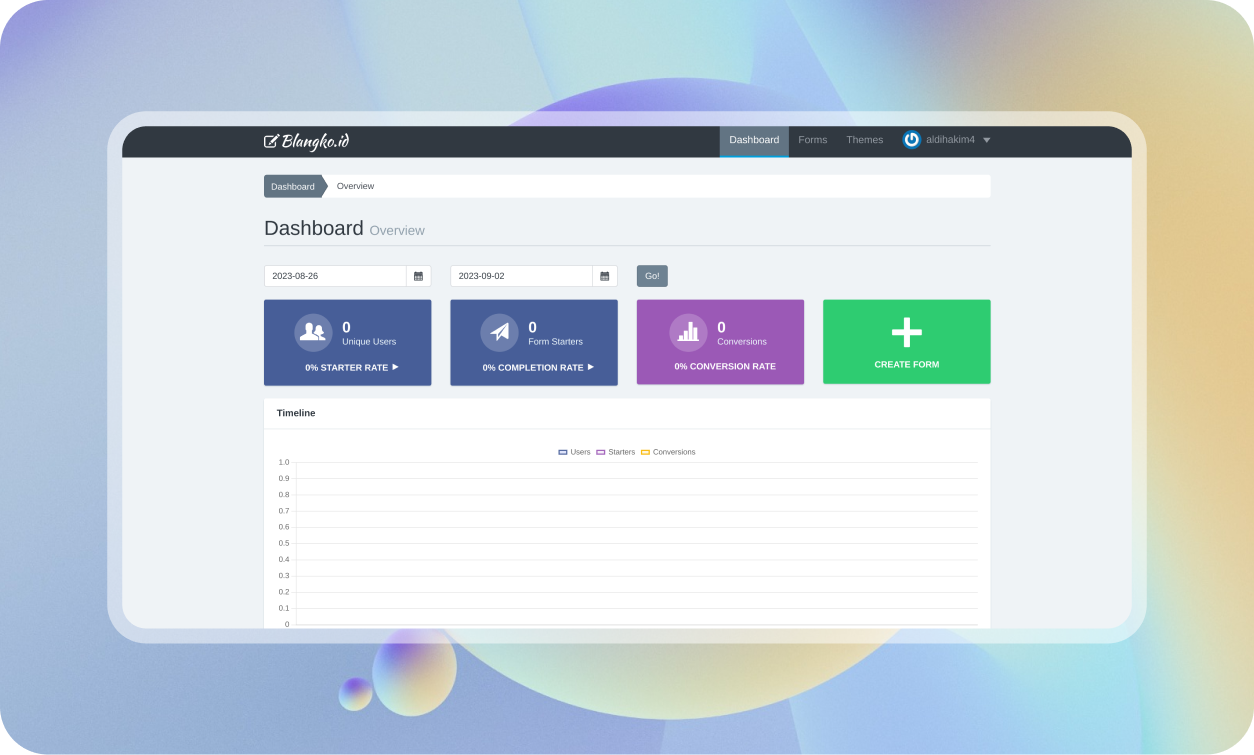 Blangko.id
Dashboard Forms Themes aldihakim4
Dashboard Overview
Dashboard Overview
2023-08-26 2023-09-02 Go!
0 Unique Users
0% STARTER RATE
0 Form Starters
0% COMPLETION RATE
0 Conversions
0% CONVERSION RATE
CREATE FORM
Timeline
Users Starters Conversions
1.0
0.9
0.8
0.7
0.6
0.5
0.4
0.3
0.2
0.1
0